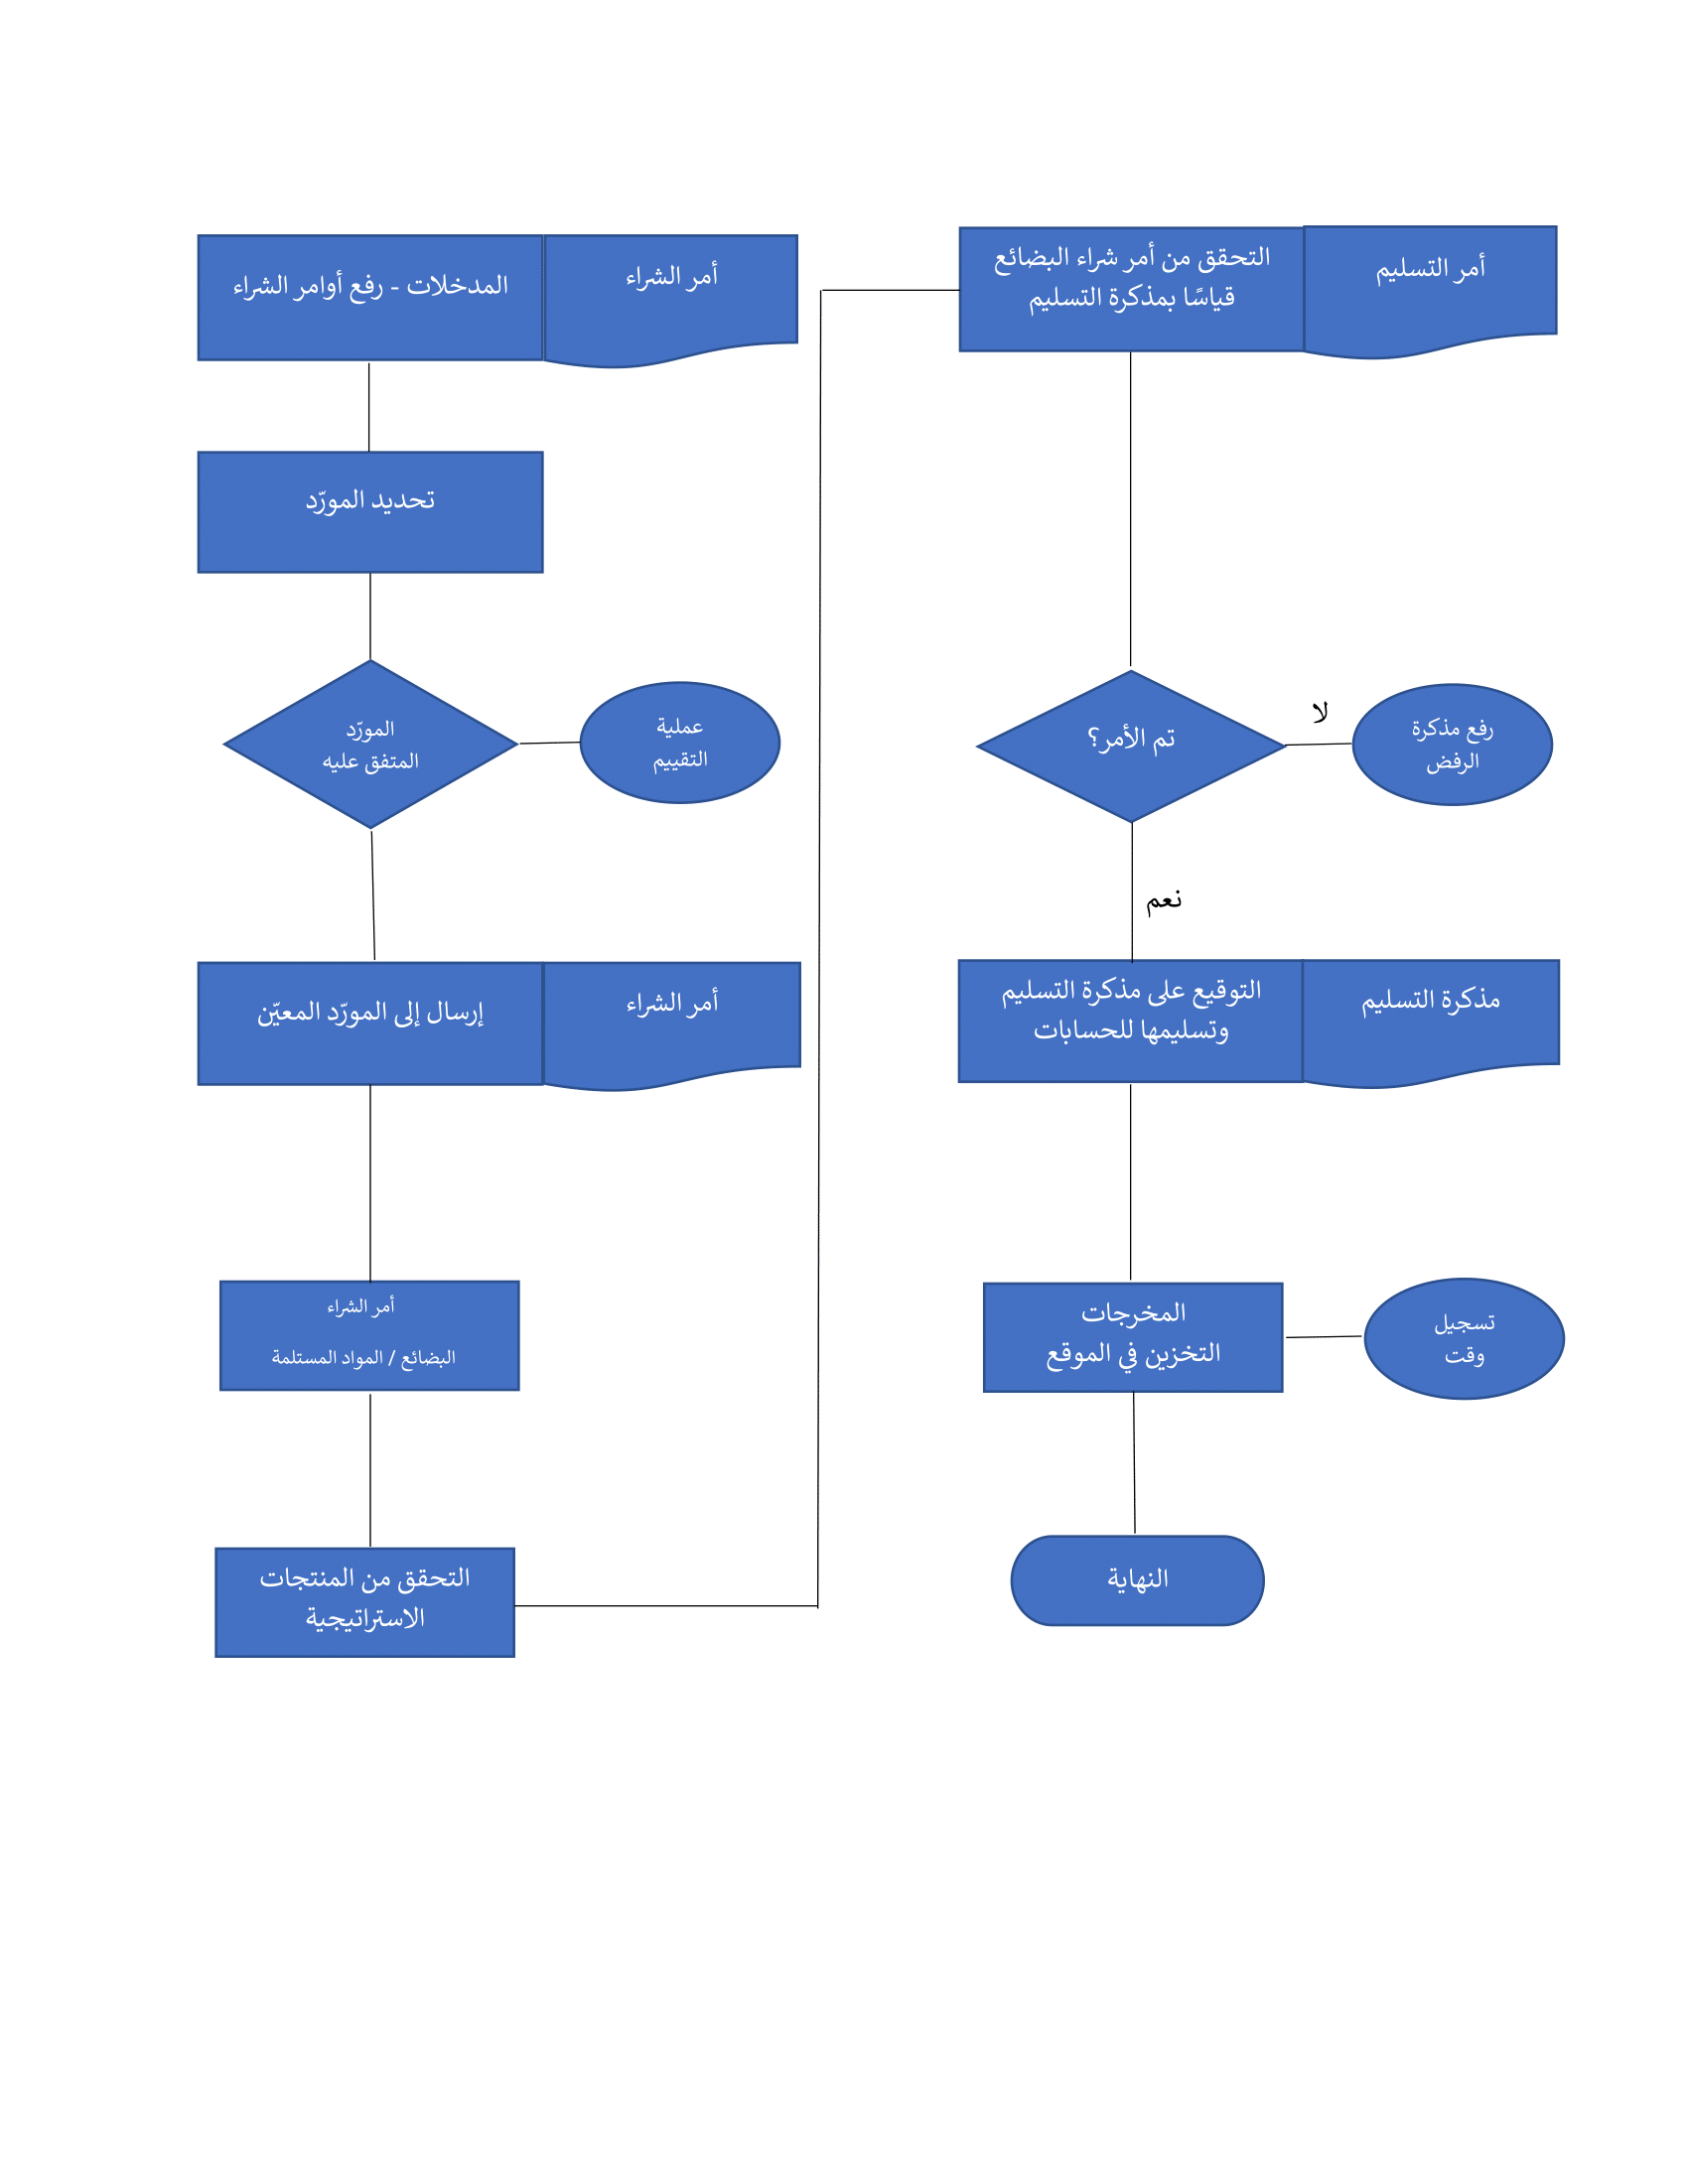 المدخلات - رفع أوامر الشراء
أمر الشراء
تحديد المورّد
المورّد
المتفق عليه
عملية
التقييم
إرسال إلى المورّد المعيّن
أمر الشراء
أمر الشراء
البضائع / المواد المستلمة
التحقق من المنتجات
الاستراتيجية
التحقق من أمر شراء البضائع
قياسًا بمذكرة التسليم
أمر التسليم
تم الأمر؟
لا
رفع مذكرة
الرفض
نعم
التوقيع على مذكرة التسليم
وتسليمها للحسابات
مذكرة التسليم
المخرجات
التخزين في الموقع
تسجيل
وقت
النهاية